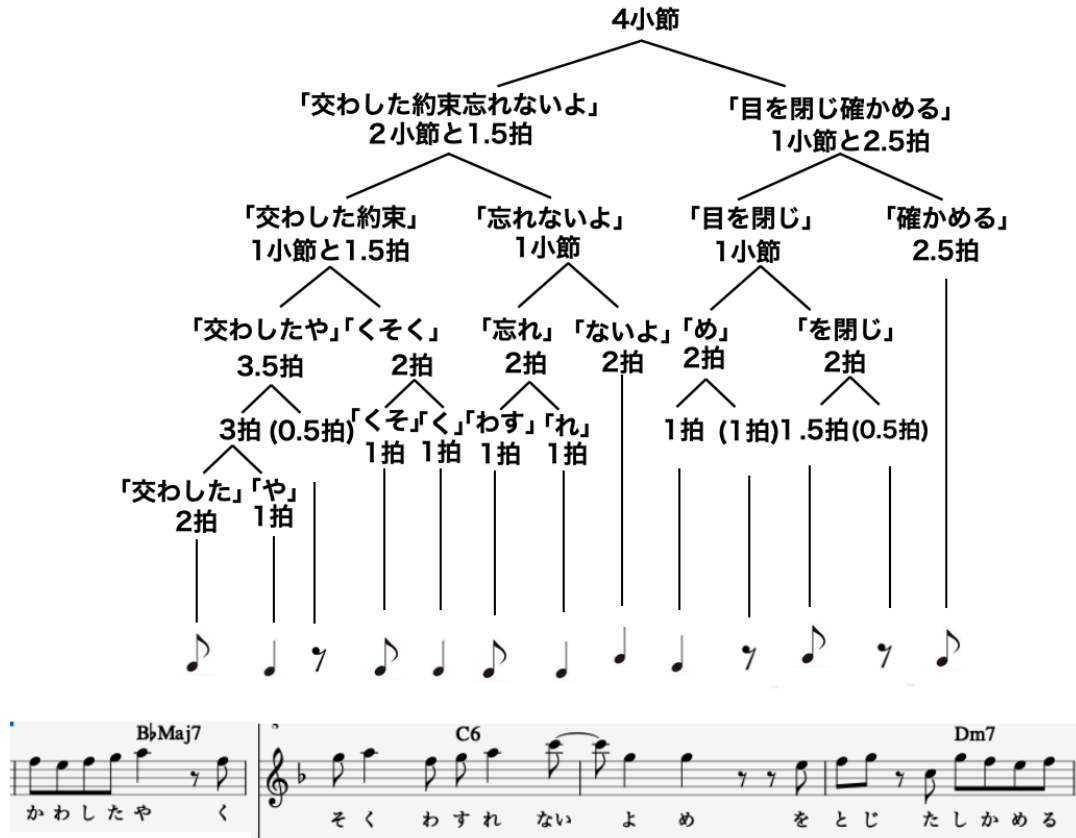 4小節
「交わした約束忘れないよ」
2小節と1.5拍
「目を閉じ確かめる」
1小節と2.5拍
「交わした約束」
1小節と1.5拍
「忘れないよ」
1小節
「目を閉じ」
1小節
「確かめる」
2.5拍
「交わしたや」
3.5拍
「くそく」
2拍
「忘れ」
2拍
「ないよ」
2拍
「め」
2拍
「を閉じ」
2拍
3拍
(0.5拍)
「くそ」
1拍
「く」
1拍
「わす」
1拍
「れ」
1拍
1拍
(1拍)
1.5拍
(0.5拍)
「交わした」
2拍
「や」
1拍
B♭Maj7
C6
Dm7
かわしたや く
そく わすれ ない よ め を とじ たしかめる